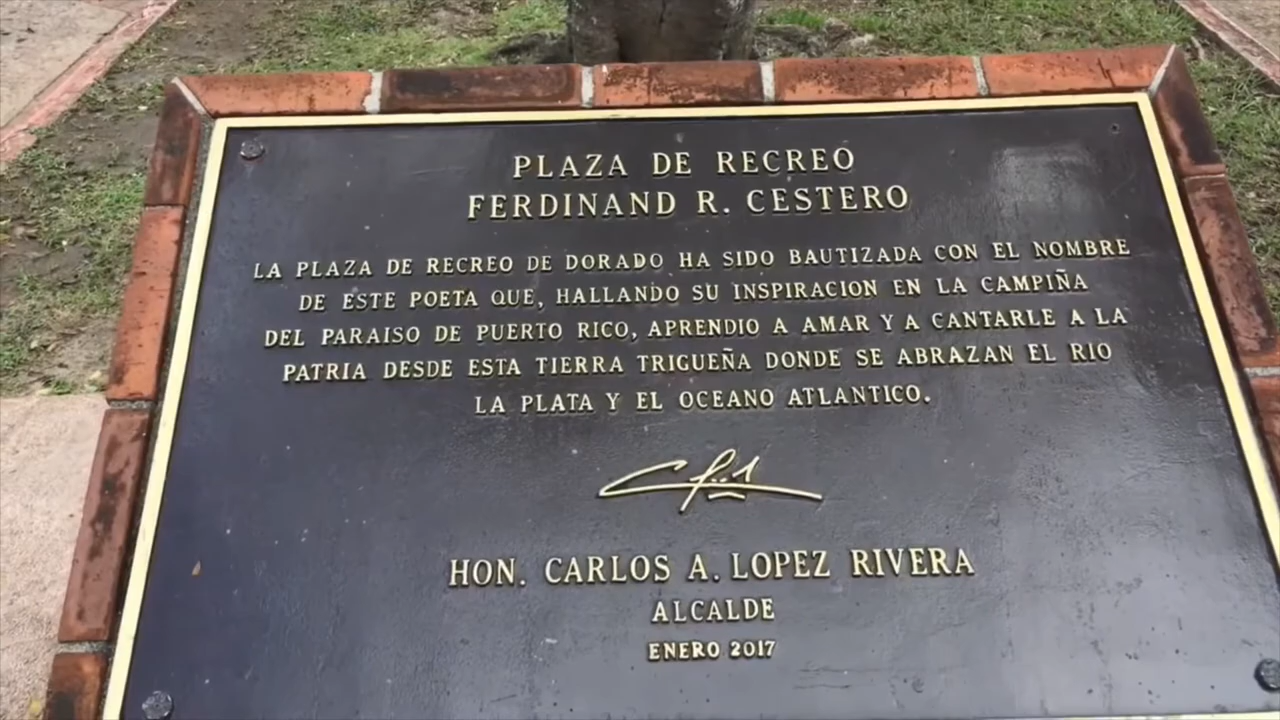 PLAZA DE RECREO
FERDINAND R. CESTERO
LA PLAZA DE RECREO DE DORADO HA SIDO BAUTIZADA CON EL NOMBRE
DE ESTE POETA QUE, HALLANDO SU INSPIRACION EN LA CAMPIÑA
DEL PARAISO DE PUERTO RICO, APRENDIO A AMAR Y A CANTARLE A LA
PATRIA DESDE ESTA TIERRA TRIGUEÑA DONDE SE ABRAZAN EL RIO
LA PLATA Y EL OCEANO ATLANTICO.
HON. CARLOS A. LOPEZ RIVERA
ALCALDE
ENERO 2017